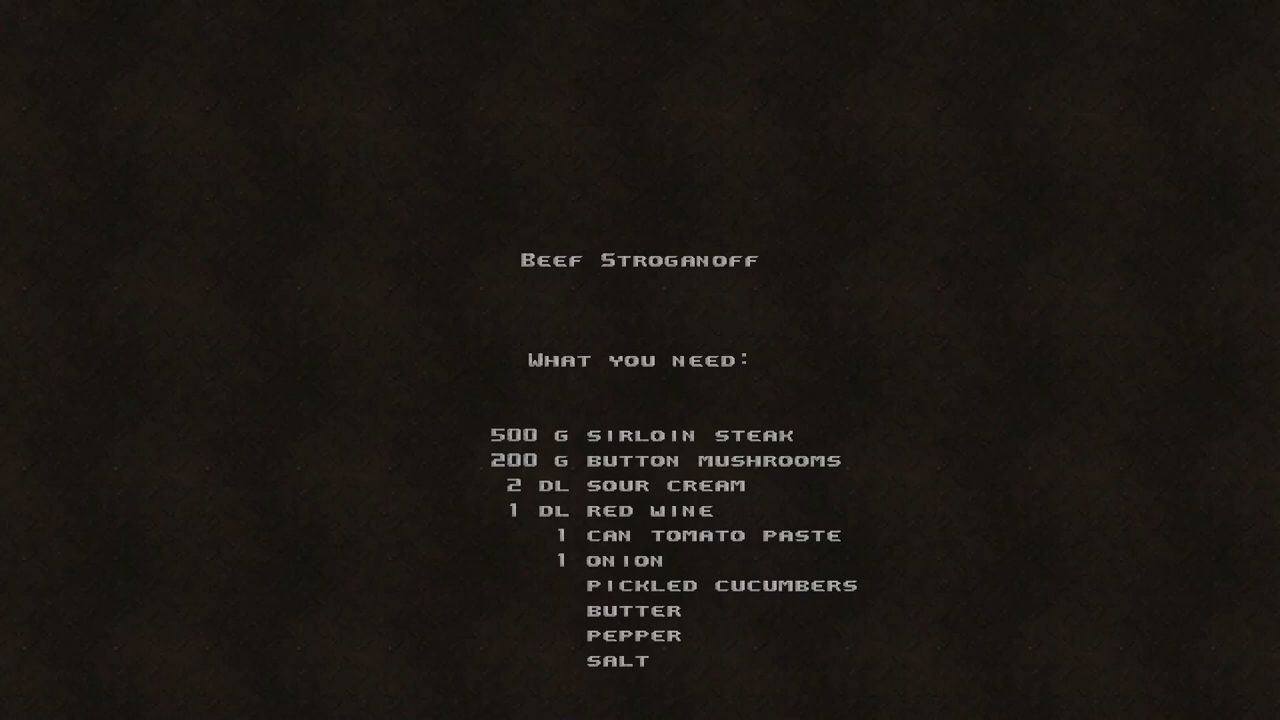 Beef Stroganoff
What you need:
500 g sirloin steak
200 g button mushrooms
2 dl sour cream
1 dl red wine
1 can tomato paste
1 onion
pickled cucumbers
butter
pepper
salt